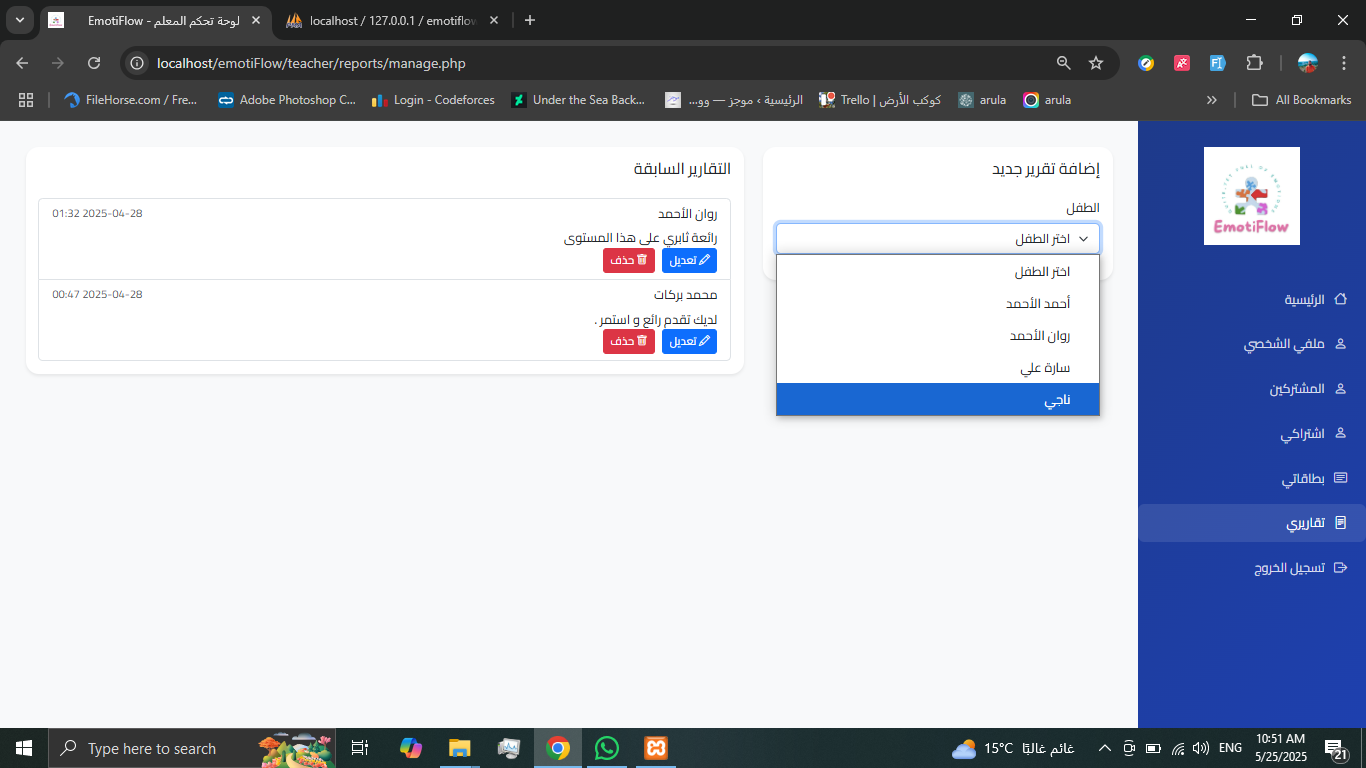 EmotiFlow - لوحة تحكم المعلم
localhost / 127.0.0.1 / emotiflow
localhost/emotiFlow/teacher/reports/manage.php
FileHorse.com / Fre...
Adobe Photoshop C...
Login - Codeforces
Under the Sea Back...
الرئيسية › موجز — وو...
كوكب الأرض | Trello
arula
arula
All Bookmarks
EmotiFlow
الرئيسية
ملفي الشخصي
المشتركين
اشتراكي
بطاقاتي
تقاريري
تسجيل الخروج
إضافة تقرير جديد
الطفل
اختر الطفل
اختر الطفل
أحمد الأحمد
روان الأحمد
سارة علي
ناجي
التقارير السابقة
روان الأحمد
2025-04-28 01:32
رائعة ثابري على هذا المستوى
تعديل
حذف
محمد بركات
2025-04-28 00:47
لديك تقدم رائع و استمر .
تعديل
حذف
Type here to search
15°C غائم غالبًا
ENG
10:51 AM
5/25/2025
21